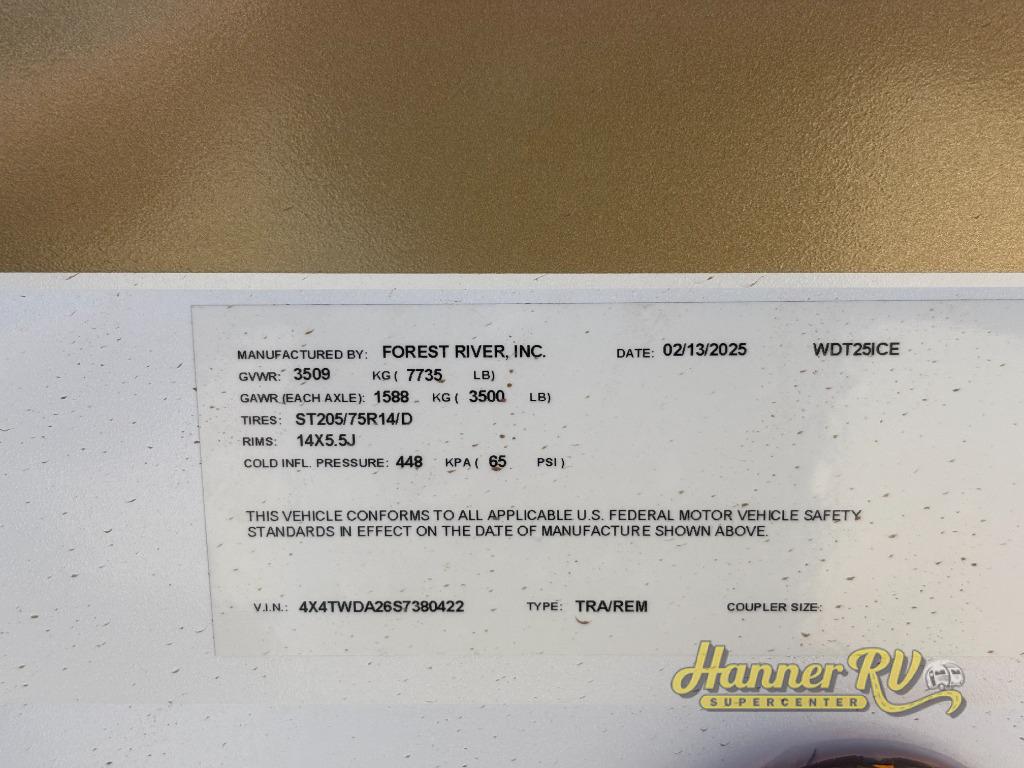 MANUFACTURED BY: FOREST RIVER, INC. DATE: 02/13/2025 WDT25ICE
GVWR: 3509 KG ( 7735 LB)
GAWR (EACH AXLE): 1588 KG ( 3500 LB)
TIRES: ST205/75R14/D
RIMS: 14X5.5J
COLD INFL. PRESSURE: 448 KPA ( 65 PSI )
THIS VEHICLE CONFORMS TO ALL APPLICABLE U.S. FEDERAL MOTOR VEHICLE SAFETY
STANDARDS IN EFFECT ON THE DATE OF MANUFACTURE SHOWN ABOVE.
V.I.N.: 4X4TWDA26S7380422 TYPE: TRA/REM COUPLER SIZE:
Hanner RV
SUPERCENTER